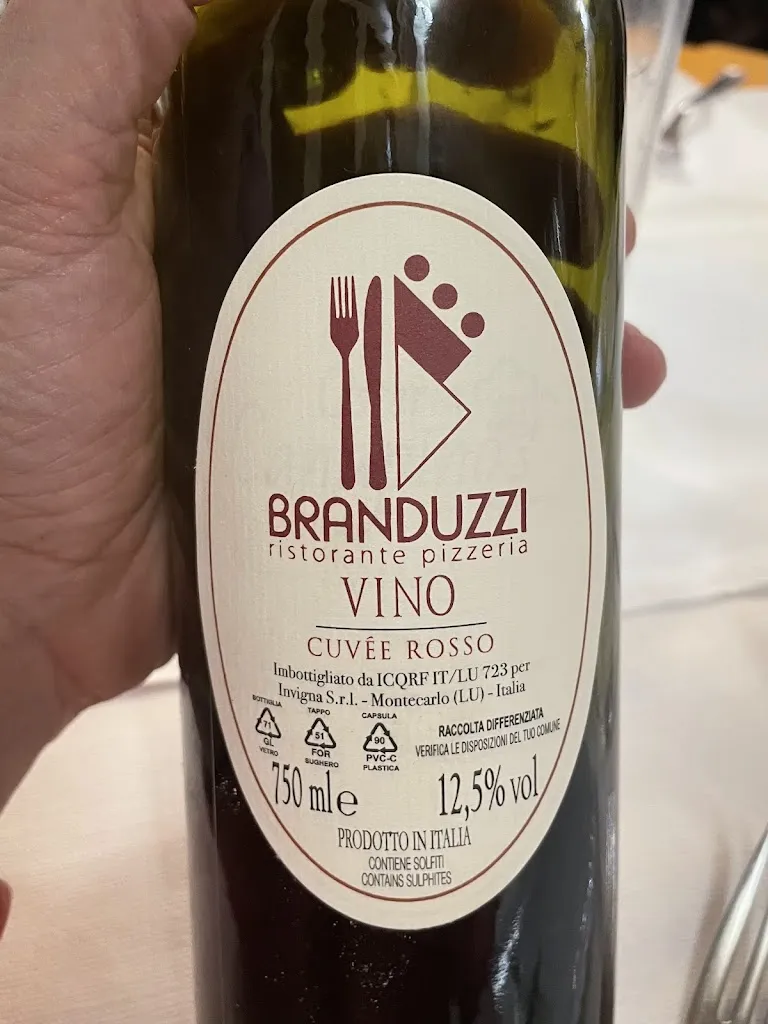 BRANDUZZI
ristorante pizzeria
VINO
CUVÉE ROSSO
Imbottigliato da ICQRF IT/LU 723 per
Invigna S.r.l. - Montecarlo (LU) - Italia
BOTTIGLIA
71
GL
VETRO
TAPPO
51
FOR
SUGHERO
CAPSULA
90
PVC-C
PLASTICA
RACCOLTA DIFFERENZIATA
VERIFICA LE DISPOSIZIONI DEL TUO COMUNE
750 ml e
12,5% vol
PRODOTTO IN ITALIA
CONTIENE SOLFITI
CONTAINS SULPHITES